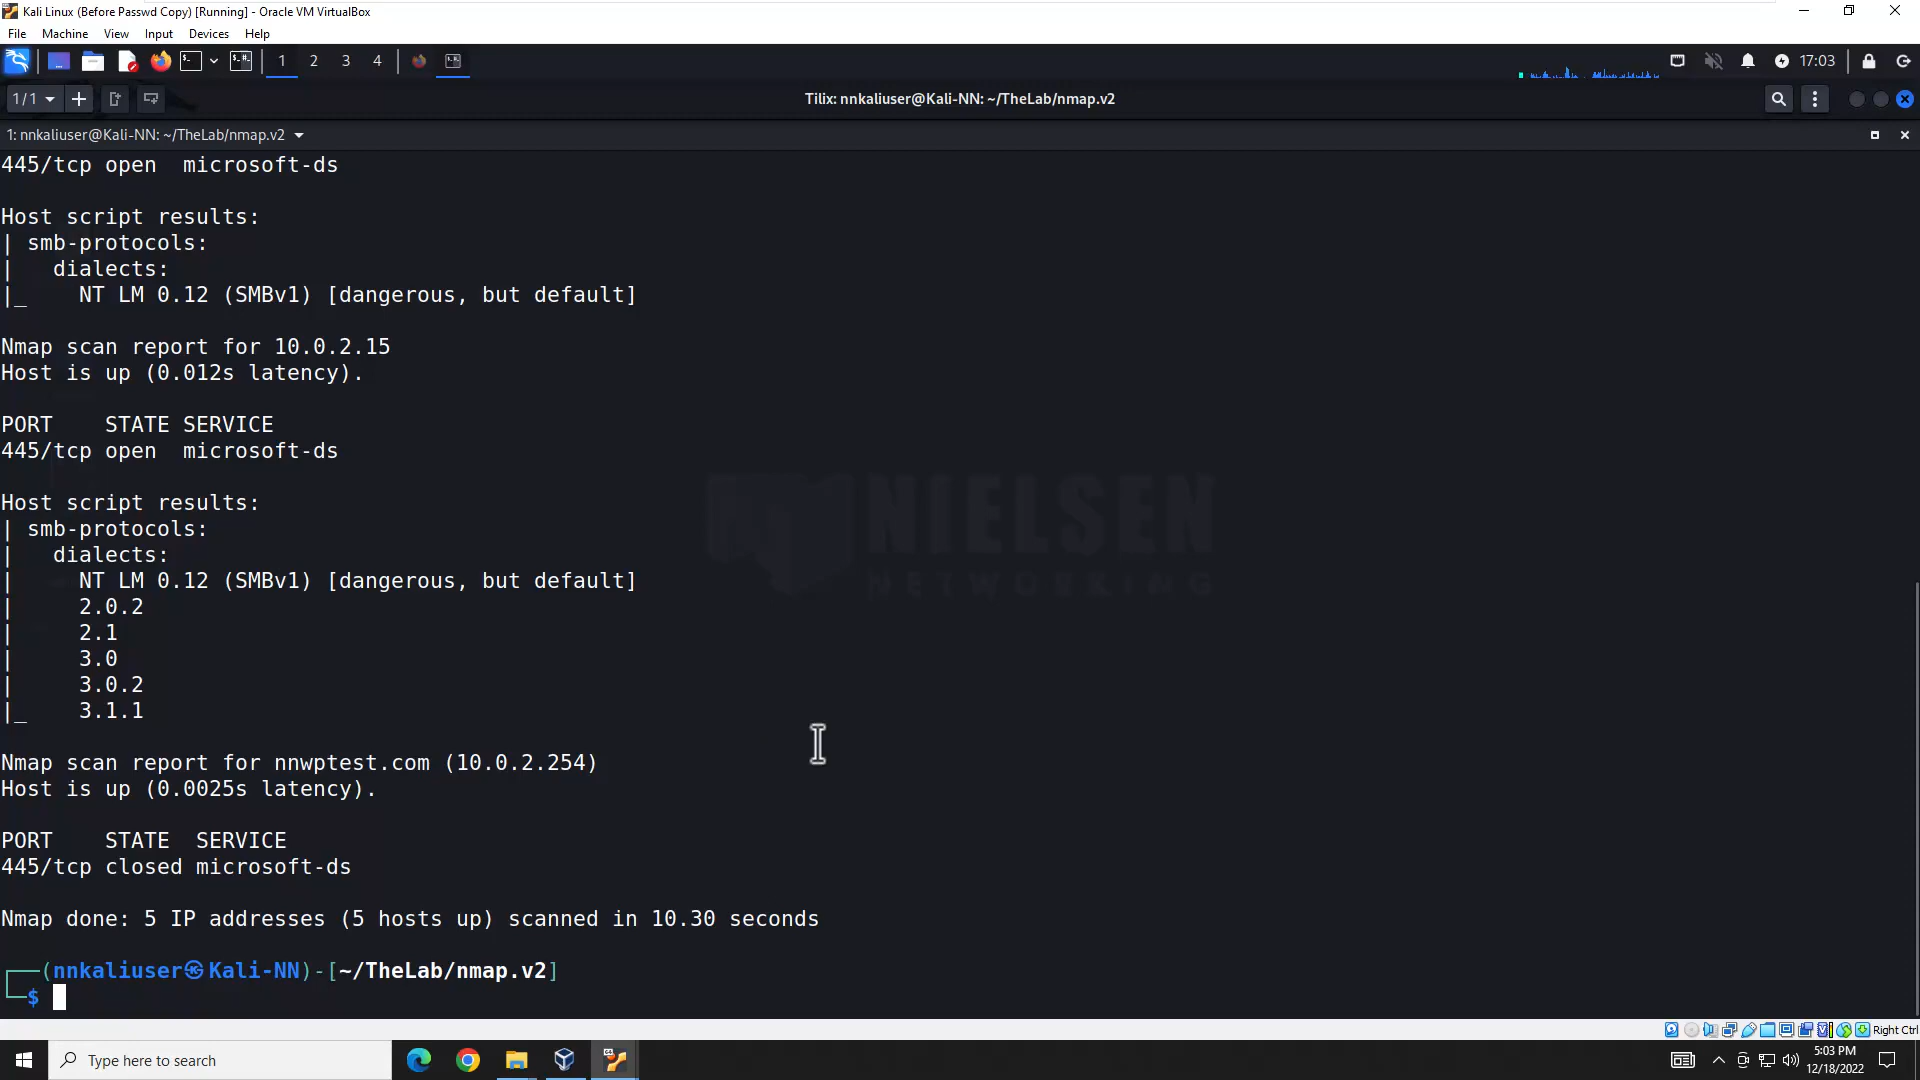 Kali Linux (Before Passwd Copy) [Running] - Oracle VM VirtualBox
File Machine View Input Devices Help
1 2 3 4 17:03
1/1 Tilix: nnkaliuser@Kali-NN: ~/TheLab/nmap.v2
1: nnkaliuser@Kali-NN: ~/TheLab/nmap.v2
445/tcp open  microsoft-ds
Host script results:
| smb-protocols:
|   dialects:
|_    NT LM 0.12 (SMBv1) [dangerous, but default]
Nmap scan report for 10.0.2.15
Host is up (0.012s latency).
PORT    STATE SERVICE
445/tcp open  microsoft-ds
Host script results:
| smb-protocols:
|   dialects:
|     NT LM 0.12 (SMBv1) [dangerous, but default]
|     2.0.2
|     2.1
|     3.0
|     3.0.2
|_    3.1.1
NIELSEN
NETWORKING
Nmap scan report for nnwptest.com (10.0.2.254)
Host is up (0.0025s latency).
PORT    STATE  SERVICE
445/tcp closed microsoft-ds
Nmap done: 5 IP addresses (5 hosts up) scanned in 10.30 seconds
(nnkaliuser㉿Kali-NN)-[~/TheLab/nmap.v2]
$
Right Ctrl
Type here to search
5:03 PM
12/18/2022